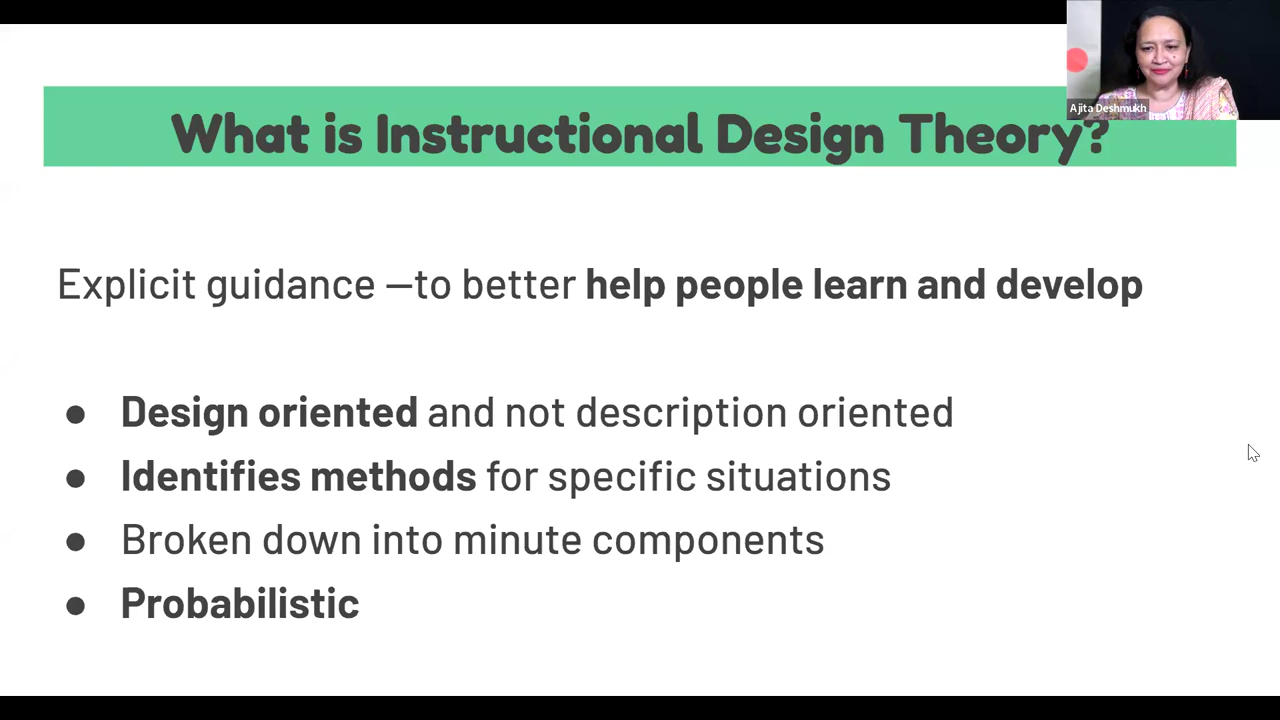 Ajita Deshmukh
What is Instructional Design Theory?
Explicit guidance —to better help people learn and develop
● Design oriented and not description oriented
● Identifies methods for specific situations
● Broken down into minute components
● Probabilistic